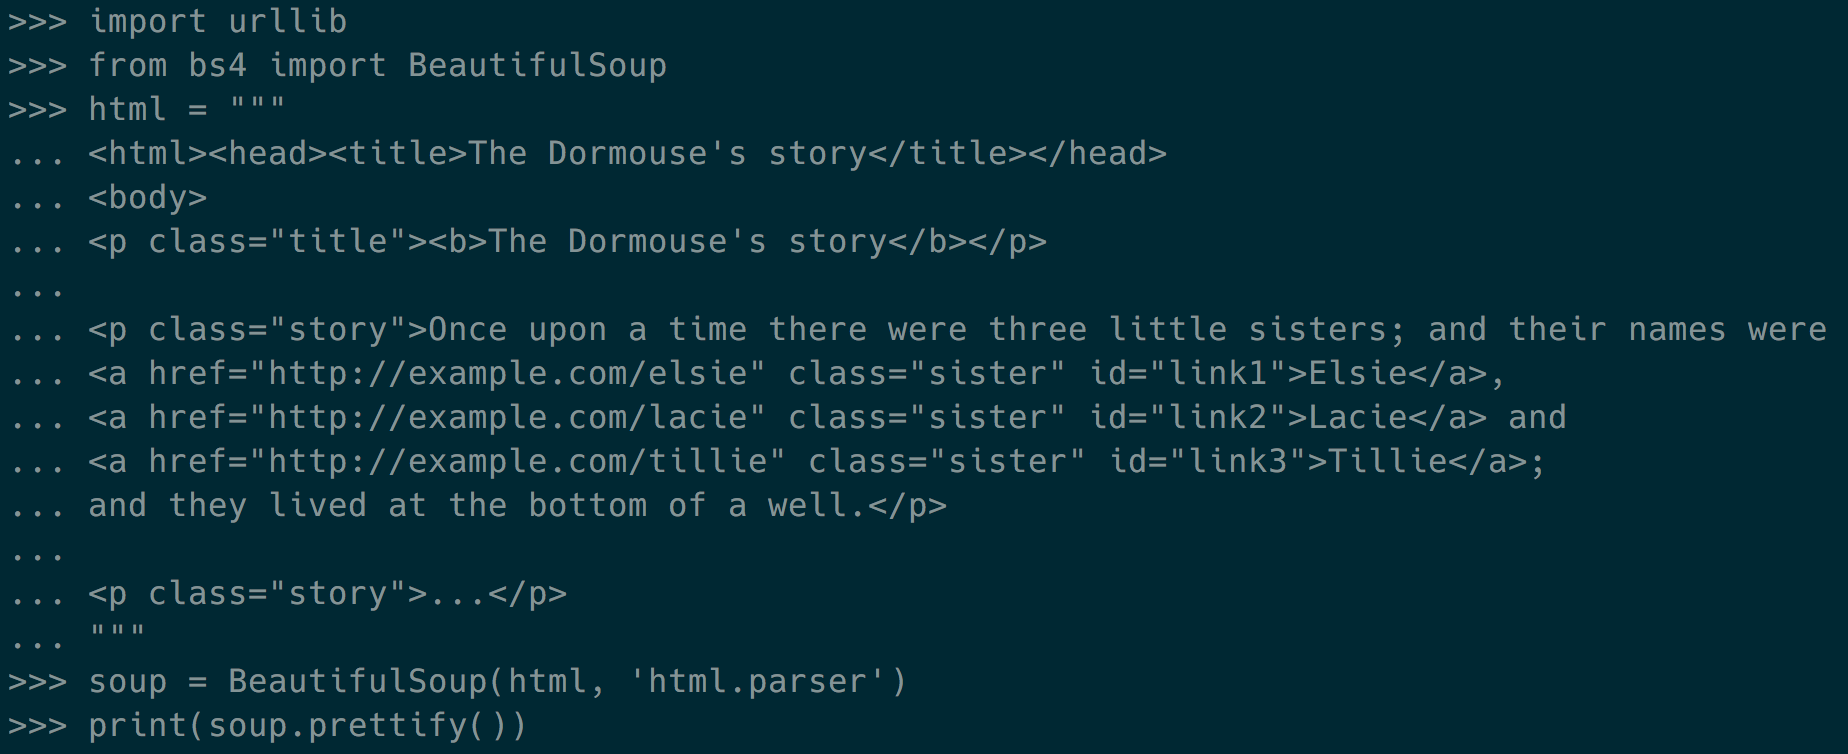 >>> import urllib
>>> from bs4 import BeautifulSoup
>>> html = """
... <html><head><title>The Dormouse's story</title></head>
... <body>
... <p class="title"><b>The Dormouse's story</b></p>
...
... <p class="story">Once upon a time there were three little sisters; and their names were
... <a href="http://example.com/elsie" class="sister" id="link1">Elsie</a>,
... <a href="http://example.com/lacie" class="sister" id="link2">Lacie</a> and
... <a href="http://example.com/tillie" class="sister" id="link3">Tillie</a>;
... and they lived at the bottom of a well.</p>
...
... <p class="story">...</p>
... """
>>> soup = BeautifulSoup(html, 'html.parser')
>>> print(soup.prettify())